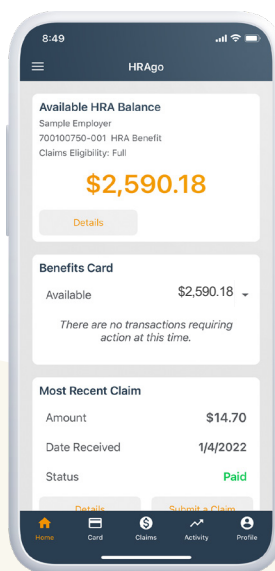 8:49
HRAgo
Available HRA Balance
Sample Employer
700100750-001 HRA Benefit
Claims Eligibility: Full
$2,590.18
Details
Benefits Card
Available $2,590.18
There are no transactions requiring
action at this time.
Most Recent Claim
Amount $14.70
Date Received 1/4/2022
Status Paid
Details Submit a Claim
Home Card Claims Activity Profile